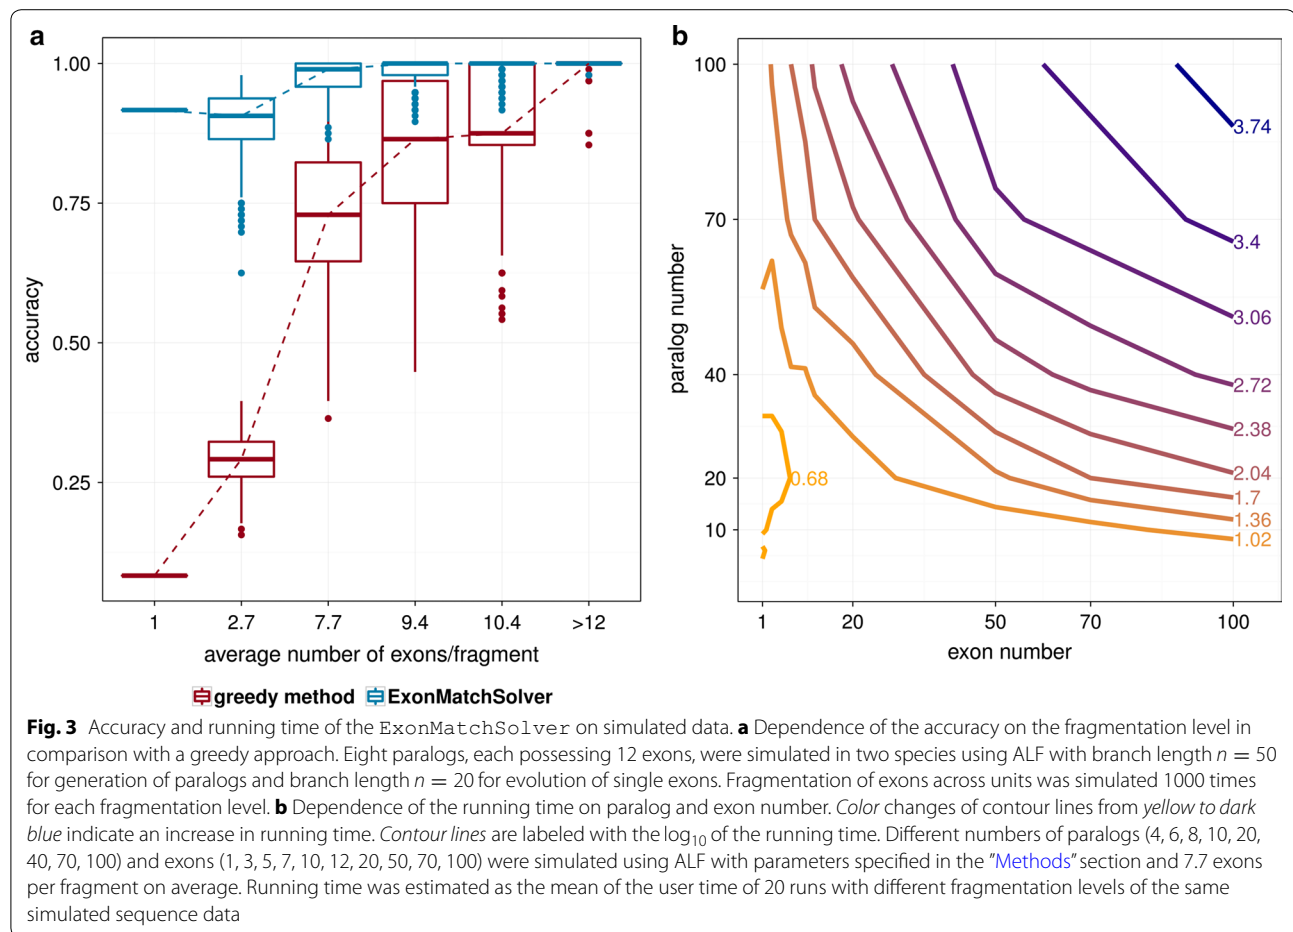 a
1.00
0.75
0.50
0.25
accuracy
1 2.7 7.7 9.4 10.4 >12
average number of exons/fragment
greedy method ExonMatchSolver
b
100
70
40
20
10
paralog number
3.74
3.4
3.06
2.72
2.38
2.04
1.7
1.36
1.02
0.68
1 20 50 70 100
exon number
Fig. 3 Accuracy and running time of the ExonMatchSolver on simulated data. a Dependence of the accuracy on the fragmentation level in
comparison with a greedy approach. Eight paralogs, each possessing 12 exons, were simulated in two species using ALF with branch length n = 50
for generation of paralogs and branch length n = 20 for evolution of single exons. Fragmentation of exons across units was simulated 1000 times
for each fragmentation level. b Dependence of the running time on paralog and exon number. Color changes of contour lines from yellow to dark
blue indicate an increase in running time. Contour lines are labeled with the log10 of the running time. Different numbers of paralogs (4, 6, 8, 10, 20,
40, 70, 100) and exons (1, 3, 5, 7, 10, 12, 20, 50, 70, 100) were simulated using ALF with parameters specified in the "Methods" section and 7.7 exons
per fragment on average. Running time was estimated as the mean of the user time of 20 runs with different fragmentation levels of the same
simulated sequence data